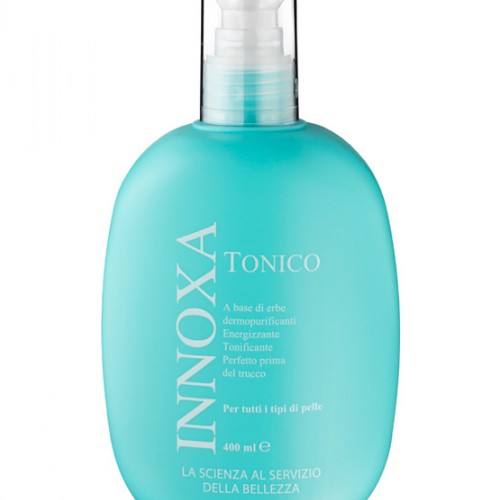 INNOXA
TONICO
A base di erbe
dermopurificanti
Energizzante
Tonificante
Perfetto prima
del trucco
Per tutti i tipi di pelle
400 ml ℮
LA SCIENZA AL SERVIZIO
DELLA BELLEZZA